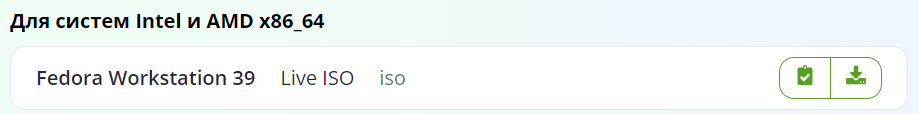 Для систем Intel и AMD x86_64
Fedora Workstation 39 Live ISO iso